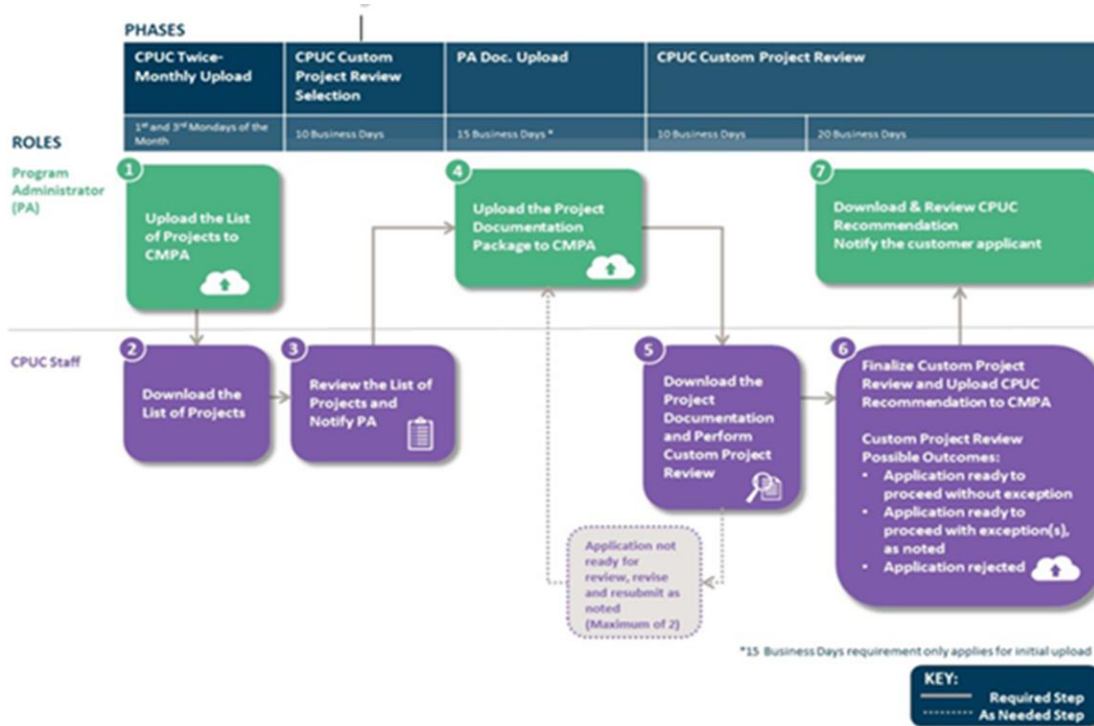 PHASES
CPUC Twice-
Monthly Upload
CPUC Custom
Project Review
Selection
PA Doc. Upload
CPUC Custom Project Review
1st and 3rd Mondays of the
Month
10 Business Days
15 Business Days *
10 Business Days
20 Business Days
ROLES
Program
Administrator
(PA)
1
Upload the List
of Projects to
CMPA
4
Upload the Project
Documentation
Package to CMPA
7
Download & Review CPUC
Recommendation
Notify the customer applicant
CPUC Staff
2
Download the
List of Projects
3
Review the List of
Projects and
Notify PA
5
Download the
Project
Documentation
and Perform
Custom Project
Review
6
Finalize Custom Project
Review and Upload CPUC
Recommendation to CMPA
Custom Project Review
Possible Outcomes:
• Application ready to
proceed without exception
• Application ready to
proceed with exception(s),
as noted
• Application rejected
Application not
ready for
review, revise
and resubmit as
noted
(Maximum of 2)
*15 Business Days requirement only applies for initial upload
KEY:
Required Step
As Needed Step